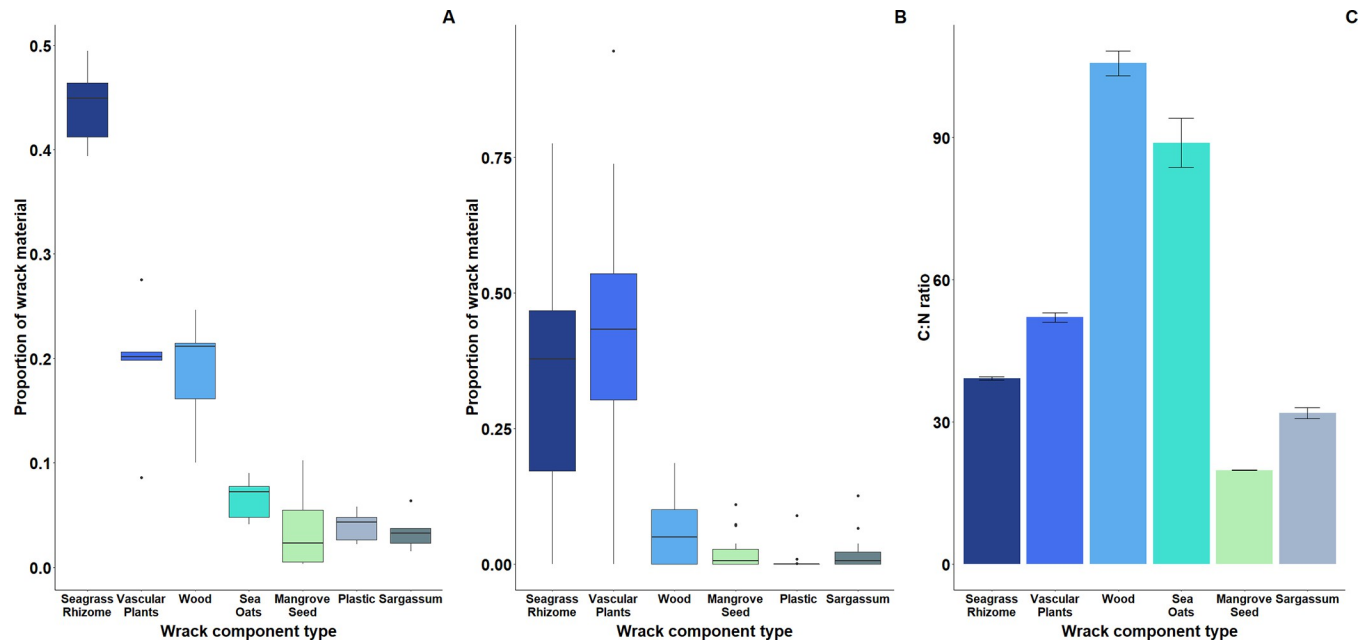 A
Proportion of wrack material
0.5
0.4
0.3
0.2
0.1
0.0
Seagrass Vascular Wood Sea Mangrove Plastic Sargassum
Rhizome Plants Oats Seed
Wrack component type
B
Proportion of wrack material
0.75
0.50
0.25
0.00
Seagrass Vascular Wood Mangrove Plastic Sargassum
Rhizome Plants Seed
Wrack component type
C
C:N ratio
90
60
30
0
Seagrass Vascular Wood Sea Mangrove Sargassum
Rhizome Plants Oats Seed
Wrack component type